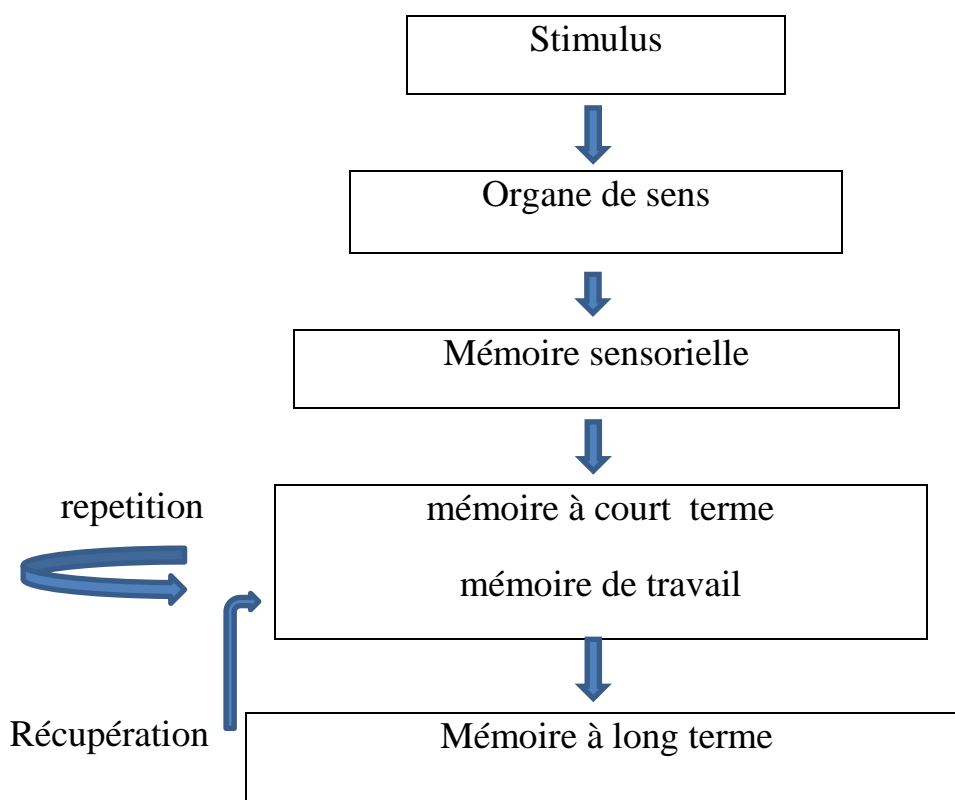 Stimulus
Organe de sens
Mémoire sensorielle
repetition
mémoire à court  terme
mémoire de travail
Récupération
Mémoire à long terme